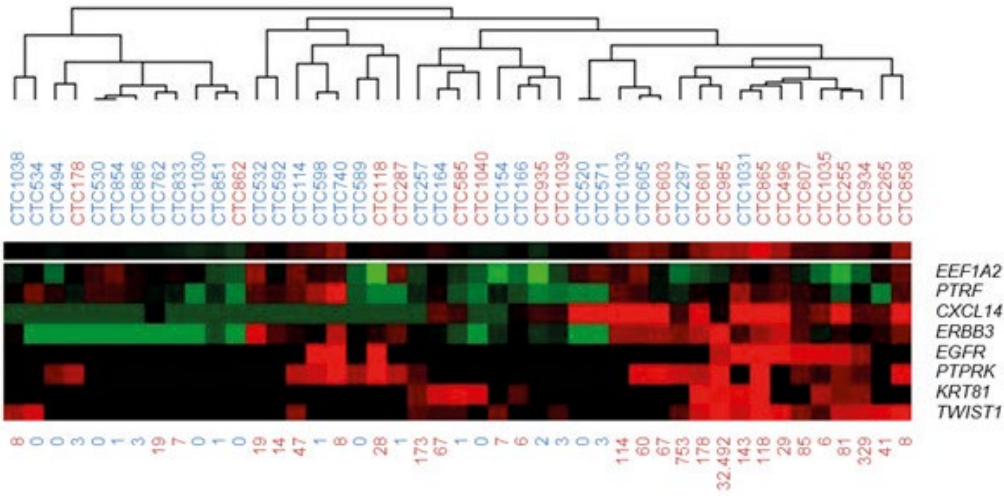 CTC1038
CTC534
CTC494
CTC178
CTC530
CTC854
CTC886
CTC762
CTC833
CTC1030
CTC851
CTC862
CTC532
CTC592
CTC114
CTC598
CTC740
CTC589
CTC118
CTC287
CTC257
CTC164
CTC585
CTC1040
CTC154
CTC166
CTC935
CTC1039
CTC520
CTC571
CTC1033
CTC605
CTC603
CTC297
CTC601
CTC985
CTC1031
CTC865
CTC496
CTC607
CTC1035
CTC255
CTC934
CTC265
CTC858
EEF1A2
PTRF
CXCL14
ERBB3
EGFR
PTPRK
KRT81
TWIST1
8
0
0
3
0
1
3
19
7
0
1
0
19
14
47
1
8
28
1
173
67
1
0
7
6
2
3
0
3
114
60
67
753
178
32.492
143
118
29
85
6
81
329
41
8